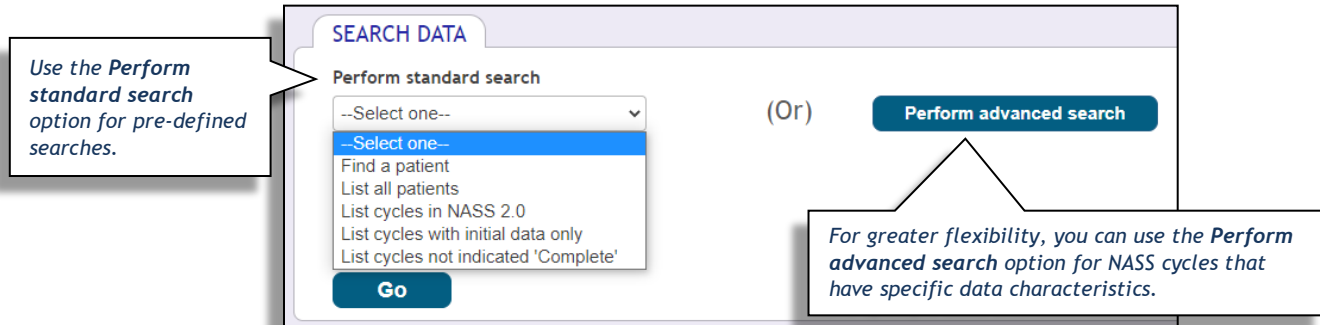 SEARCH DATA
Use the Perform
standard search
option for pre-defined
searches.
Perform standard search
--Select one--
(Or)
Perform advanced search
--Select one--
Find a patient
List all patients
List cycles in NASS 2.0
List cycles with initial data only
List cycles not indicated 'Complete'
Go
For greater flexibility, you can use the Perform
advanced search option for NASS cycles that
have specific data characteristics.